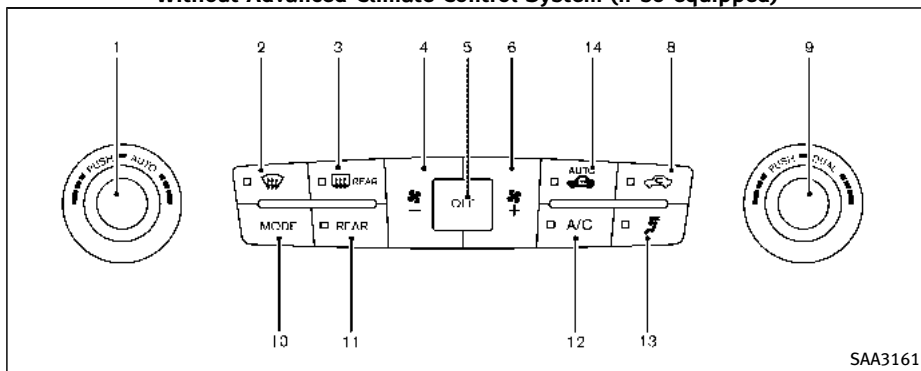 Without Advanced Climate Control System (if so equipped)
1 2 3 4 5 6 14 8 9
PUSH AUTO
REAR
AUTO
PUSH DUAL
OFF
− +
MODE REAR A/C
10 11 12 13
SAA3161